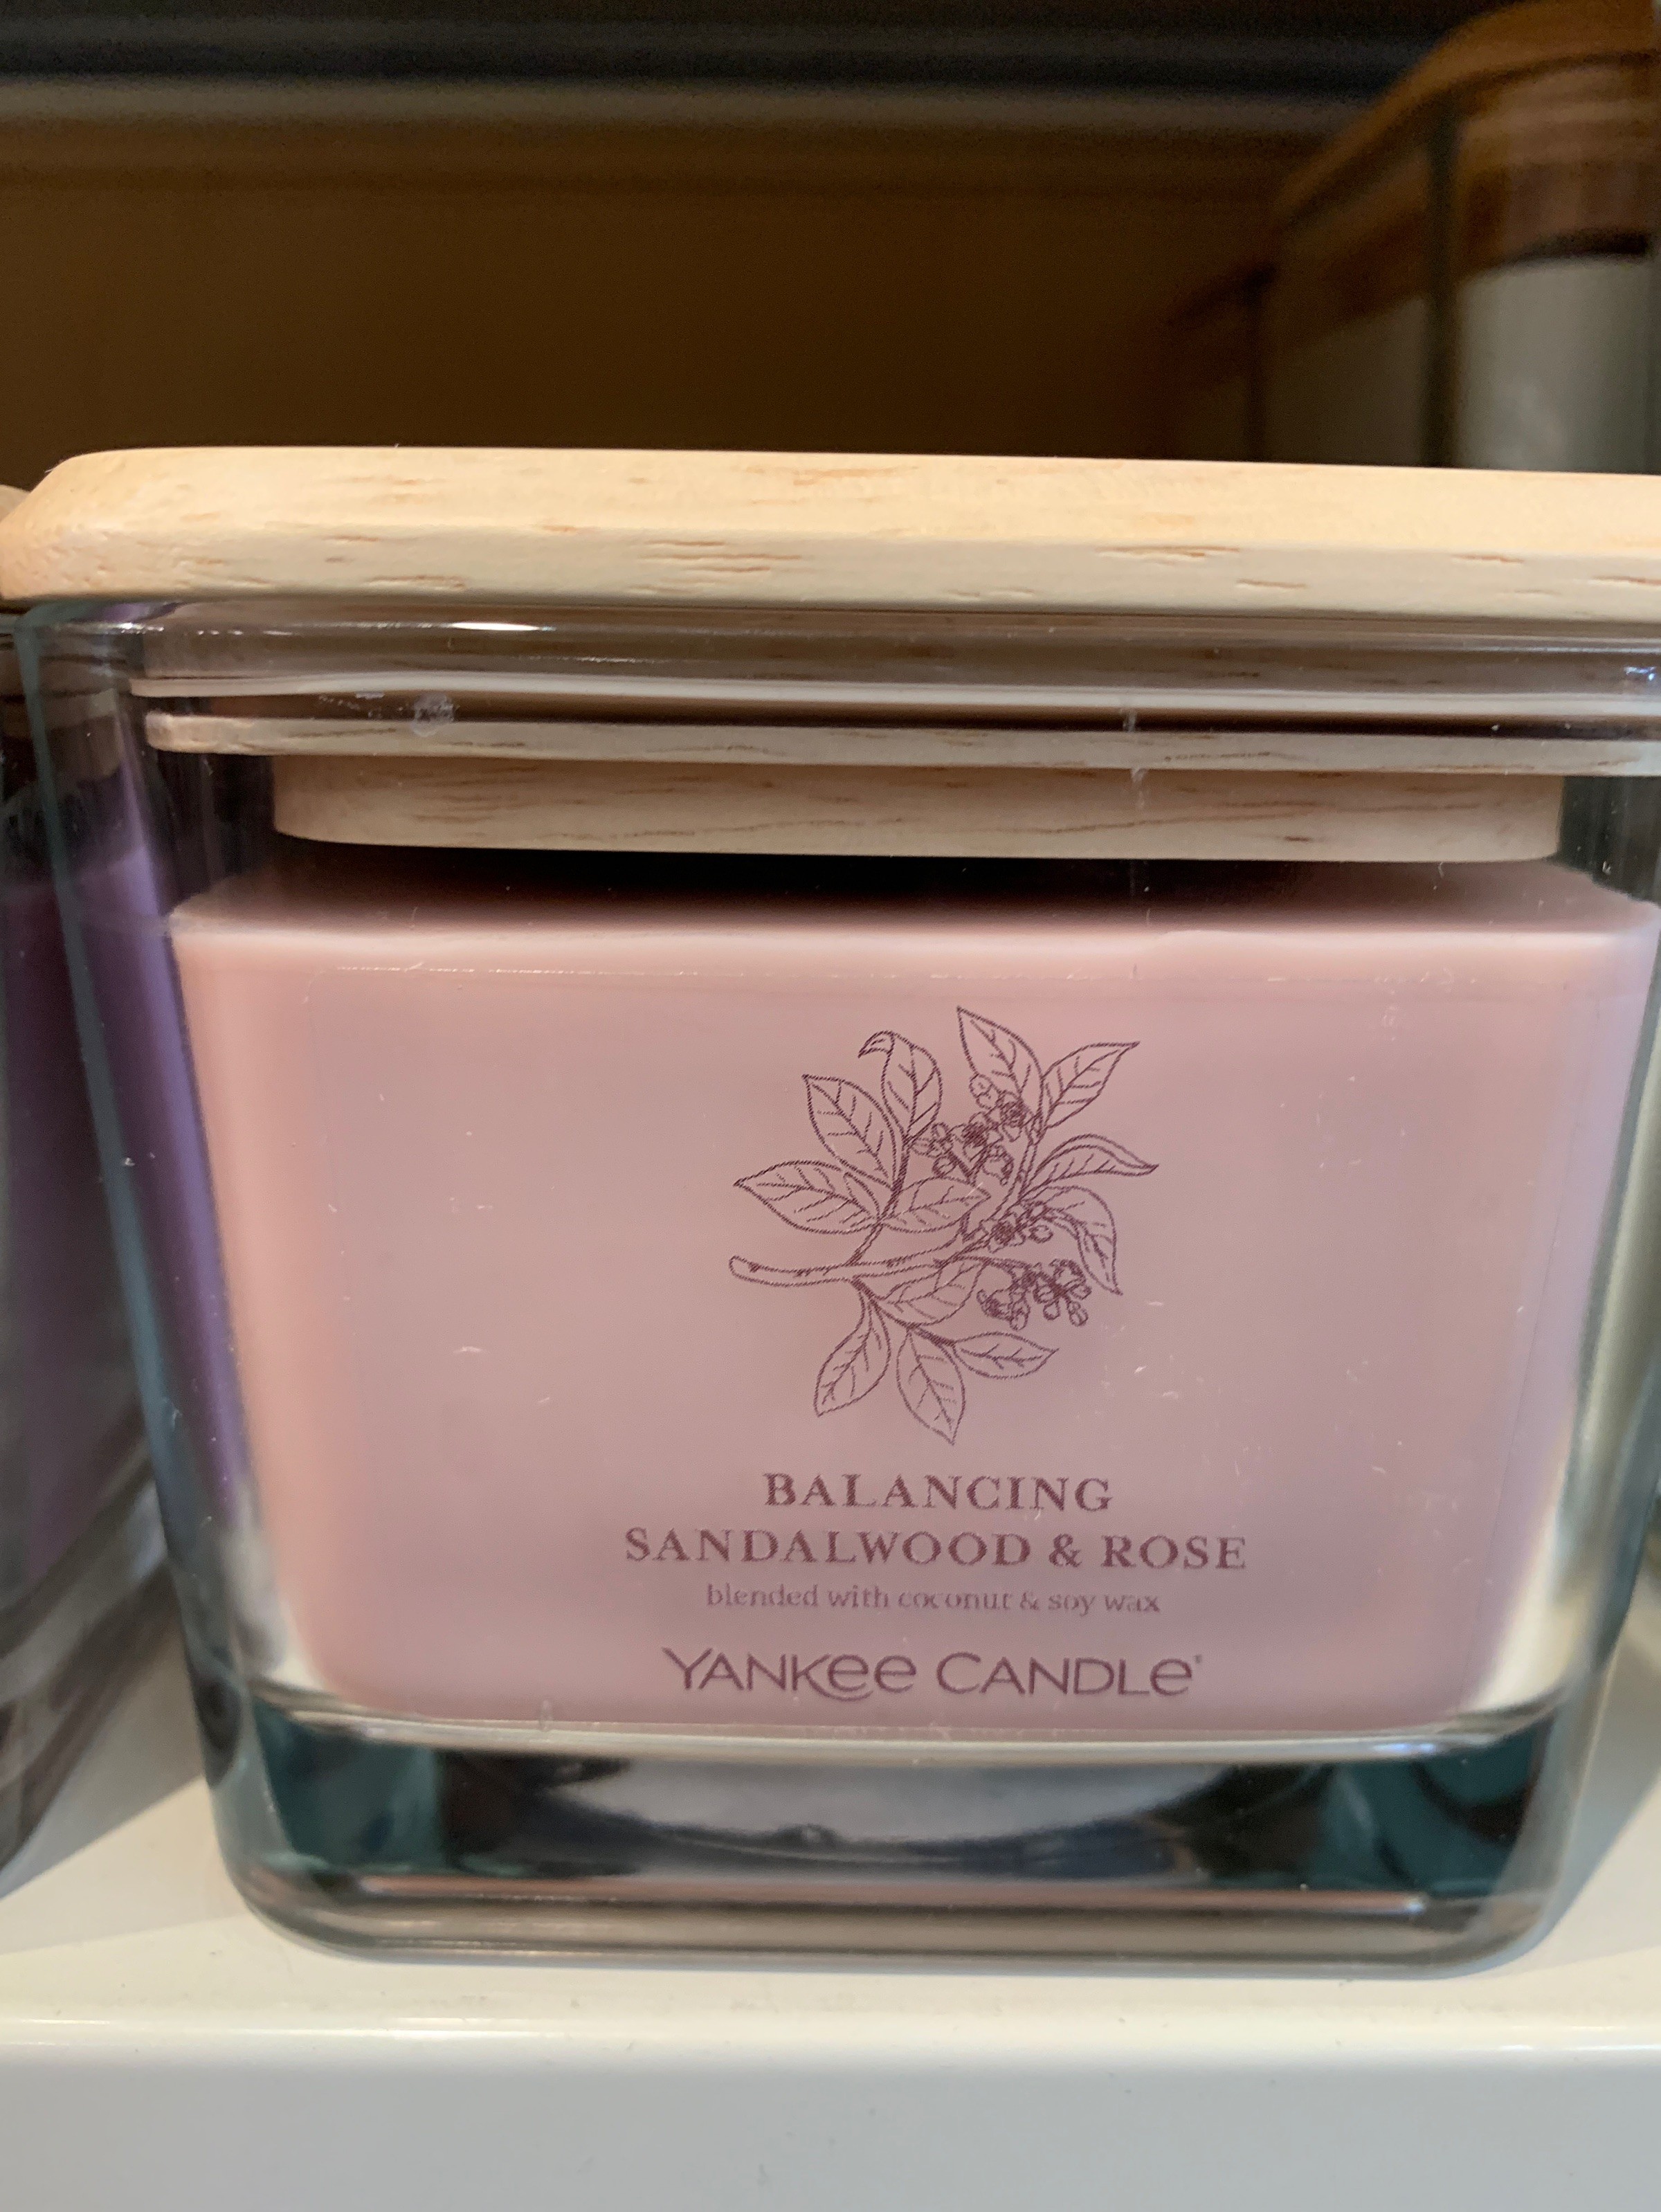 BALANCING
SANDALWOOD & ROSE
blended with coconut & soy wax
YANKEE CANDLE®